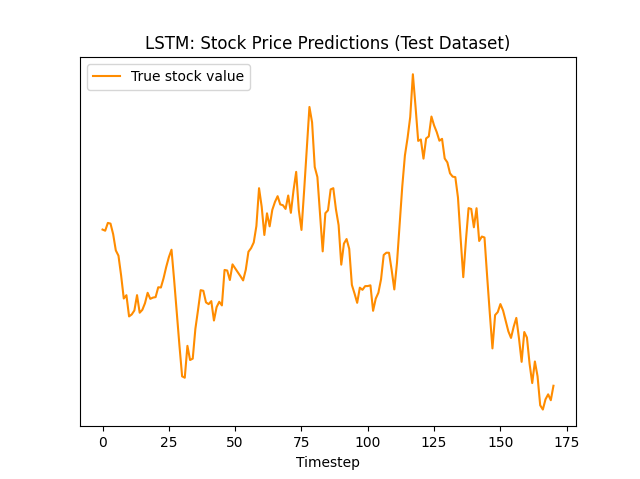 LSTM: Stock Price Predictions (Test Dataset)
True stock value
0 25 50 75 100 125 150 175
Timestep